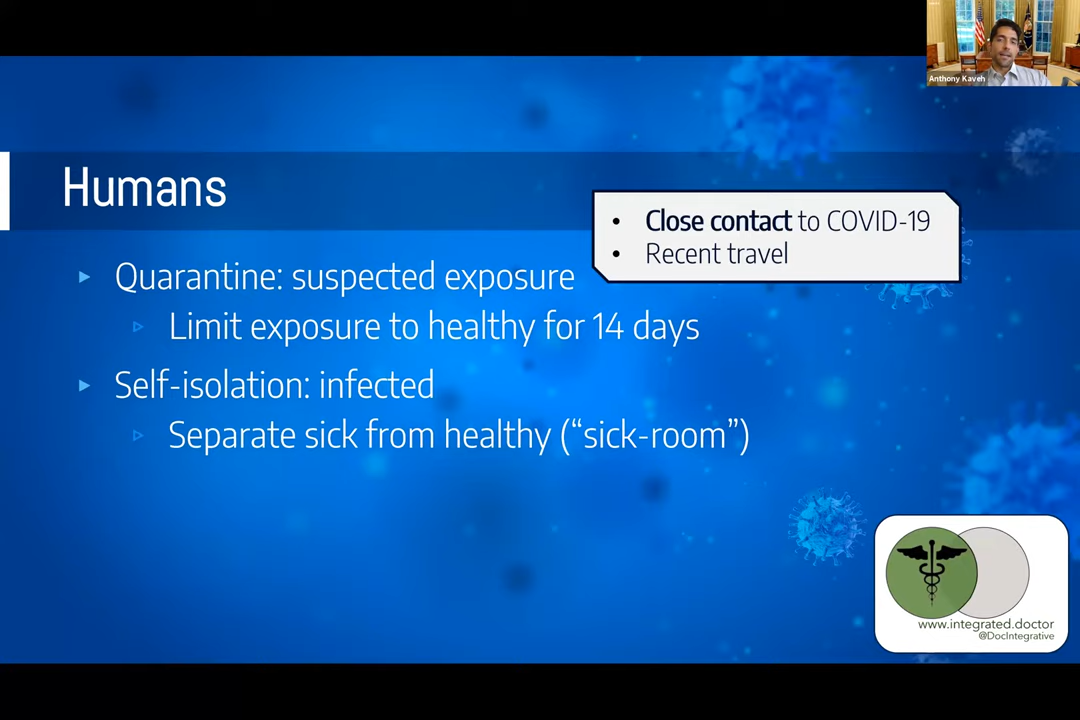 Anthony Kaveh
Humans
• Close contact to COVID-19
• Recent travel
Quarantine: suspected exposure
Limit exposure to healthy for 14 days
Self-isolation: infected
Separate sick from healthy (“sick-room”)
www.integrated.doctor
@DocIntegrative